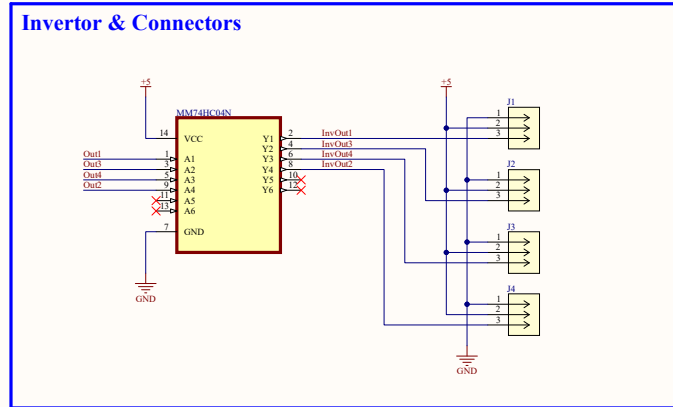 Invertor & Connectors
+5
+5
MM74HC04N
J1
14 VCC Y1 2 InvOut1
Y2 4 InvOut3
Out1 1 A1 Y3 6 InvOut4
Out3 3 A2 Y4 8 InvOut2
Out4 5 A3 Y5 10
Out2 9 A4 Y6 12
11 A5
13 A6
7 GND
GND
1
2
3
J2
1
2
3
J3
1
2
3
J4
1
2
3
GND